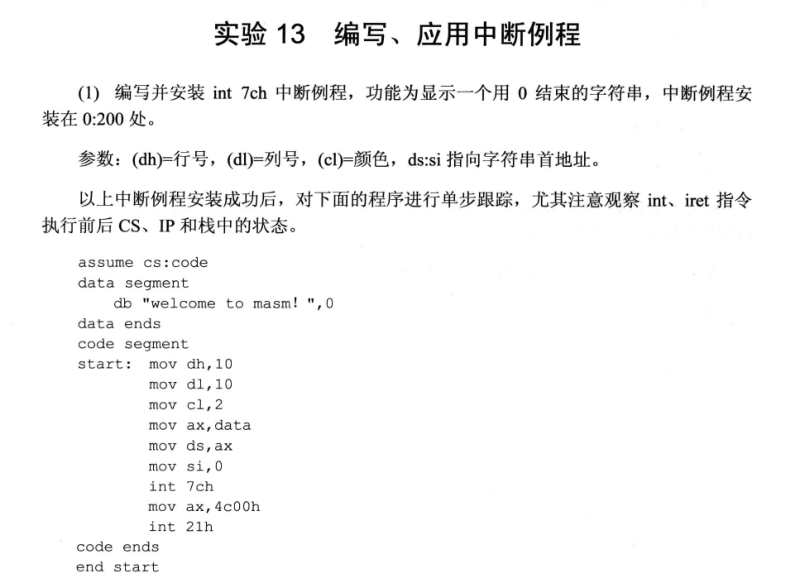 实验 13 编写、应用中断例程
(1) 编写并安装 int 7ch 中断例程，功能为显示一个用 0 结束的字符串，中断例程安
装在 0:200 处。
参数：(dh)=行号，(dl)=列号，(cl)=颜色，ds:si 指向字符串首地址。
以上中断例程安装成功后，对下面的程序进行单步跟踪，尤其注意观察 int、iret 指令
执行前后 CS、IP 和栈中的状态。
assume cs:code
data segment
db "welcome to masm! ",0
data ends
code segment
start: mov dh,10
mov dl,10
mov cl,2
mov ax,data
mov ds,ax
mov si,0
int 7ch
mov ax,4c00h
int 21h
code ends
end start